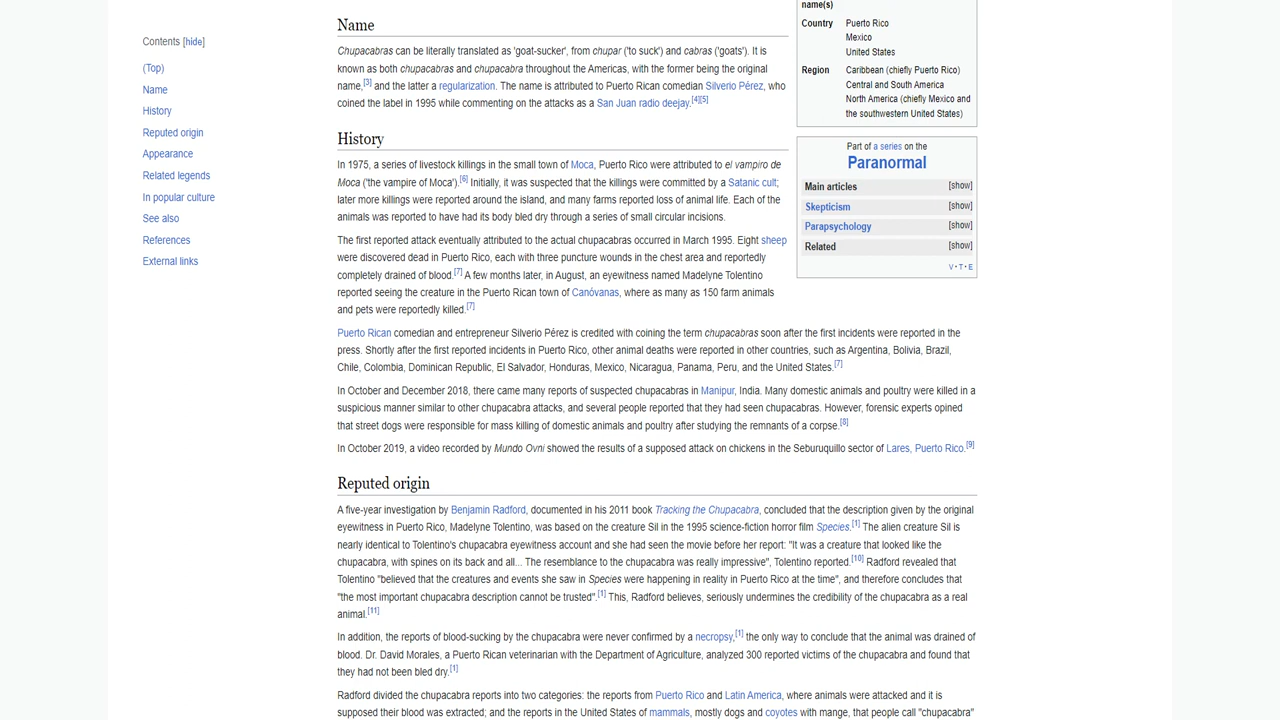 Contents [hide]
(Top)
Name
History
Reputed origin
Appearance
Related legends
In popular culture
See also
References
External links
Name
Chupacabras can be literally translated as 'goat-sucker', from chupar ('to suck') and cabras ('goats'). It is
known as both chupacabras and chupacabra throughout the Americas, with the former being the original
name,[3] and the latter a regularization. The name is attributed to Puerto Rican comedian Silverio Pérez, who
coined the label in 1995 while commenting on the attacks as a San Juan radio deejay.[4][5]
History
In 1975, a series of livestock killings in the small town of Moca, Puerto Rico were attributed to el vampiro de
Moca ('the vampire of Moca').[6] Initially, it was suspected that the killings were committed by a Satanic cult;
later more killings were reported around the island, and many farms reported loss of animal life. Each of the
animals was reported to have had its body bled dry through a series of small circular incisions.
The first reported attack eventually attributed to the actual chupacabras occurred in March 1995. Eight sheep
were discovered dead in Puerto Rico, each with three puncture wounds in the chest area and reportedly
completely drained of blood.[7] A few months later, in August, an eyewitness named Madelyne Tolentino
reported seeing the creature in the Puerto Rican town of Canóvanas, where as many as 150 farm animals
and pets were reportedly killed.[7]
Puerto Rican comedian and entrepreneur Silverio Pérez is credited with coining the term chupacabras soon after the first incidents were reported in the
press. Shortly after the first reported incidents in Puerto Rico, other animal deaths were reported in other countries, such as Argentina, Bolivia, Brazil,
Chile, Colombia, Dominican Republic, El Salvador, Honduras, Mexico, Nicaragua, Panama, Peru, and the United States.[7]
In October and December 2018, there came many reports of suspected chupacabras in Manipur, India. Many domestic animals and poultry were killed in a
suspicious manner similar to other chupacabra attacks, and several people reported that they had seen chupacabras. However, forensic experts opined
that street dogs were responsible for mass killing of domestic animals and poultry after studying the remnants of a corpse.[8]
In October 2019, a video recorded by Mundo Ovni showed the results of a supposed attack on chickens in the Seburuquillo sector of Lares, Puerto Rico.[9]
Reputed origin
A five-year investigation by Benjamin Radford, documented in his 2011 book Tracking the Chupacabra, concluded that the description given by the original
eyewitness in Puerto Rico, Madelyne Tolentino, was based on the creature Sil in the 1995 science-fiction horror film Species.[1] The alien creature Sil is
nearly identical to Tolentino's chupacabra eyewitness account and she had seen the movie before her report: "It was a creature that looked like the
chupacabra, with spines on its back and all... The resemblance to the chupacabra was really impressive", Tolentino reported.[10] Radford revealed that
Tolentino "believed that the creatures and events she saw in Species were happening in reality in Puerto Rico at the time", and therefore concludes that
"the most important chupacabra description cannot be trusted".[1] This, Radford believes, seriously undermines the credibility of the chupacabra as a real
animal.[11]
In addition, the reports of blood-sucking by the chupacabra were never confirmed by a necropsy,[1] the only way to conclude that the animal was drained of
blood. Dr. David Morales, a Puerto Rican veterinarian with the Department of Agriculture, analyzed 300 reported victims of the chupacabra and found that
they had not been bled dry.[1]
Radford divided the chupacabra reports into two categories: the reports from Puerto Rico and Latin America, where animals were attacked and it is
supposed their blood was extracted; and the reports in the United States of mammals, mostly dogs and coyotes with mange, that people call "chupacabra"
name(s)
Country Puerto Rico
Mexico
United States
Region Caribbean (chiefly Puerto Rico)
Central and South America
North America (chiefly Mexico and
the southwestern United States)
Part of a series on the
Paranormal
Main articles [show]
Skepticism [show]
Parapsychology [show]
Related [show]
V · T · E